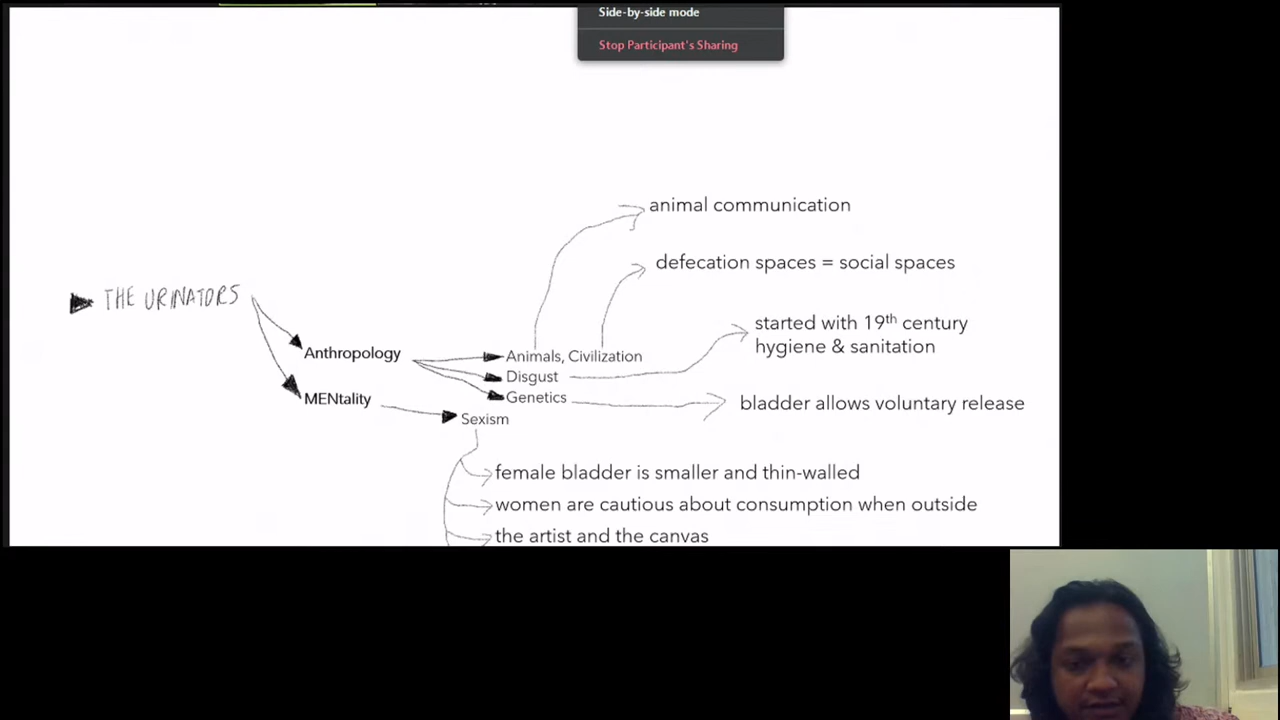 Side-by-side mode
Stop Participant's Sharing
animal communication
defecation spaces = social spaces
THE URINATORS
started with 19th century
hygiene & sanitation
Anthropology
Animals, Civilization
Disgust
Genetics
bladder allows voluntary release
MENtality
Sexism
female bladder is smaller and thin-walled
women are cautious about consumption when outside
the artist and the canvas